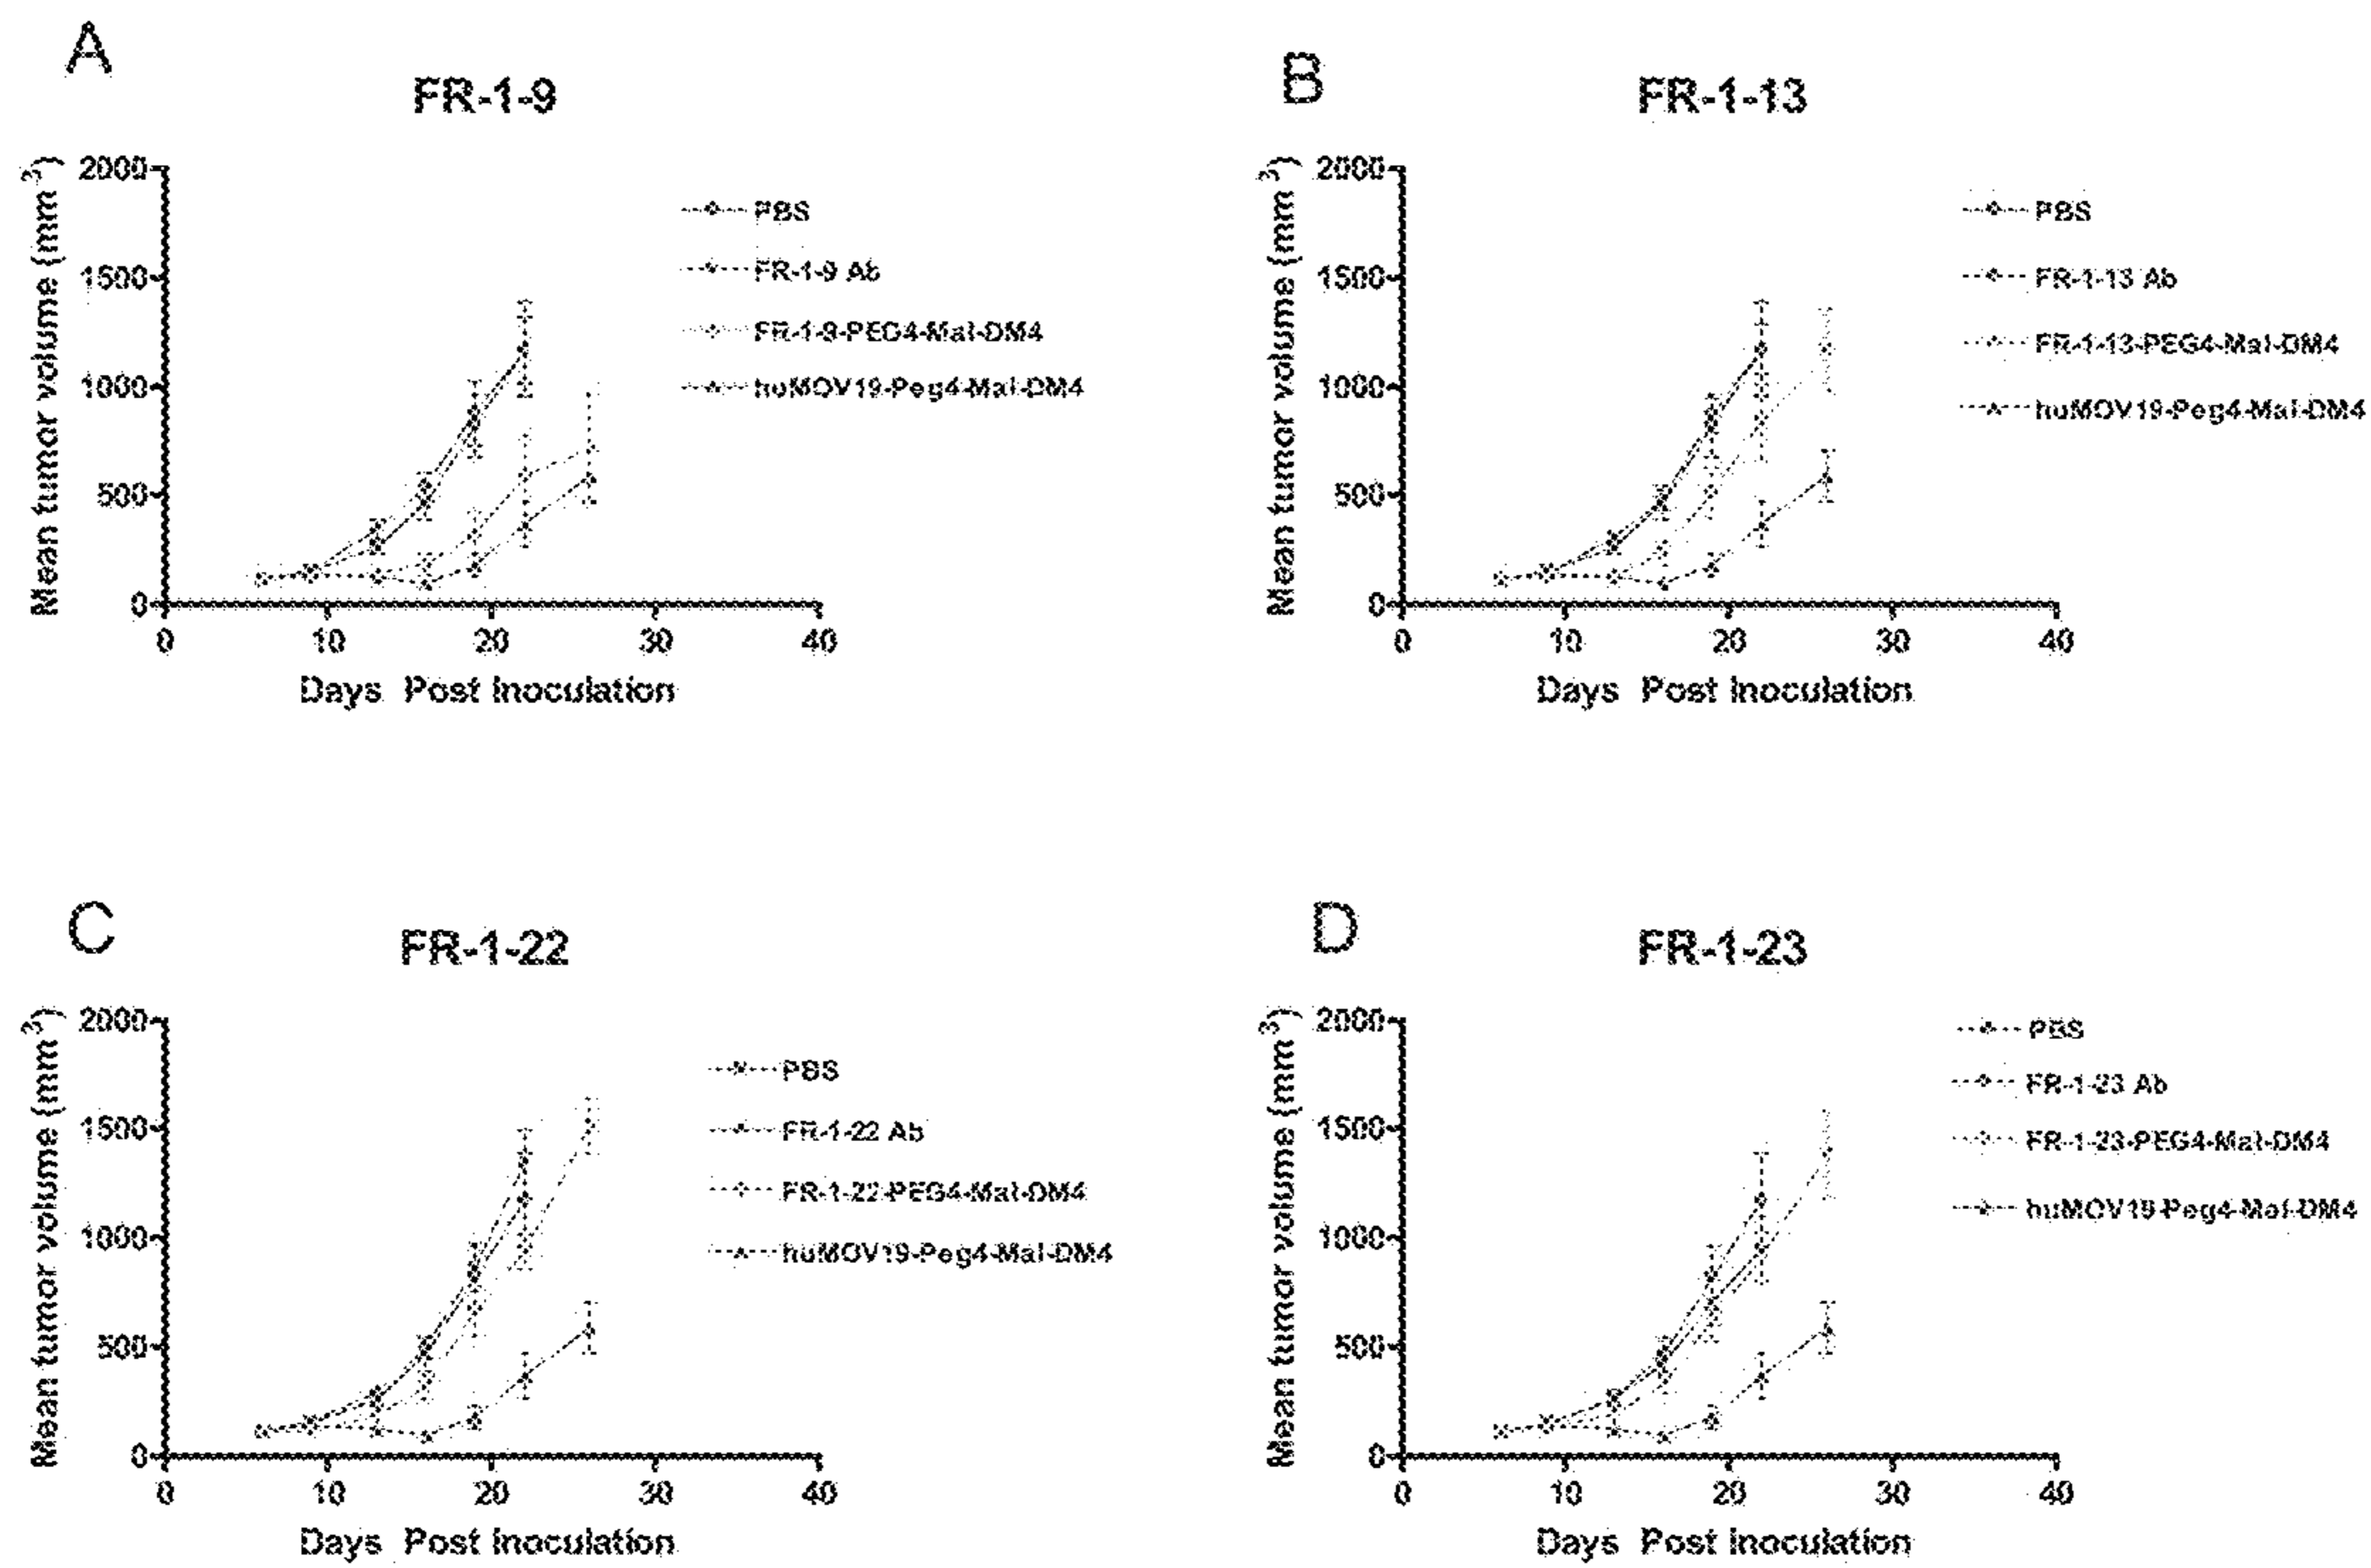 A
FR-1-9
Mean tumor volume (mm3)
2000
1500
1000
500
0
0 10 20 30 40
Days Post Inoculation
PBS
FR-1-9 Ab
FR-1-9-PEG4-Mal-DM4
huMOV19-Peg4-Mal-DM4
B
FR-1-13
Mean tumor volume (mm3)
2000
1500
1000
500
0
0 10 20 30 40
Days Post Inoculation
PBS
FR-1-13 Ab
FR-1-13-PEG4-Mal-DM4
huMOV19-Peg4-Mal-DM4
C
FR-1-22
Mean tumor volume (mm3)
2000
1500
1000
500
0
0 10 20 30 40
Days Post Inoculation
PBS
FR-1-22 Ab
FR-1-22-PEG4-Mal-DM4
huMOV19-Peg4-Mal-DM4
D
FR-1-23
Mean tumor volume (mm3)
2000
1500
1000
500
0
0 10 20 30 40
Days Post Inoculation
PBS
FR-1-23 Ab
FR-1-23-PEG4-Mal-DM4
huMOV19-Peg4-Mal-DM4